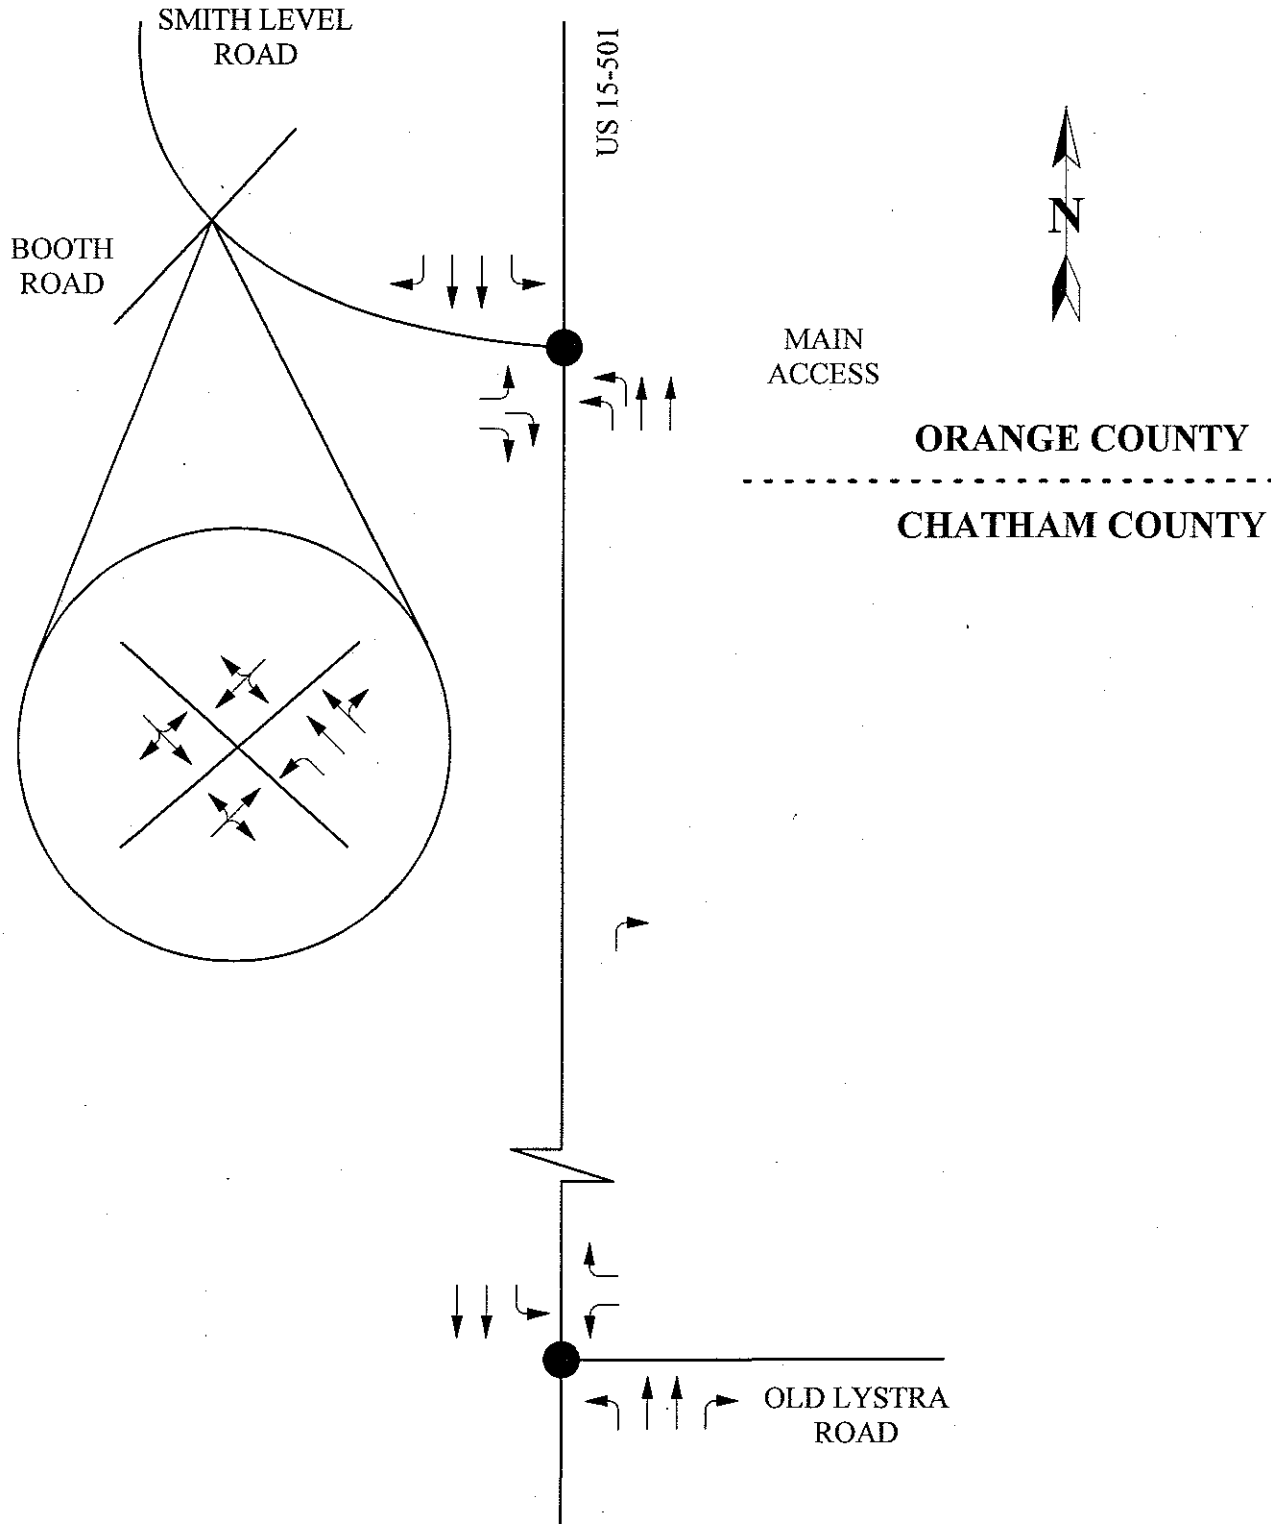 SMITH LEVEL
ROAD
US 15-501
N
BOOTH
ROAD
MAIN
ACCESS
ORANGE COUNTY
CHATHAM COUNTY
OLD LYSTRA
ROAD